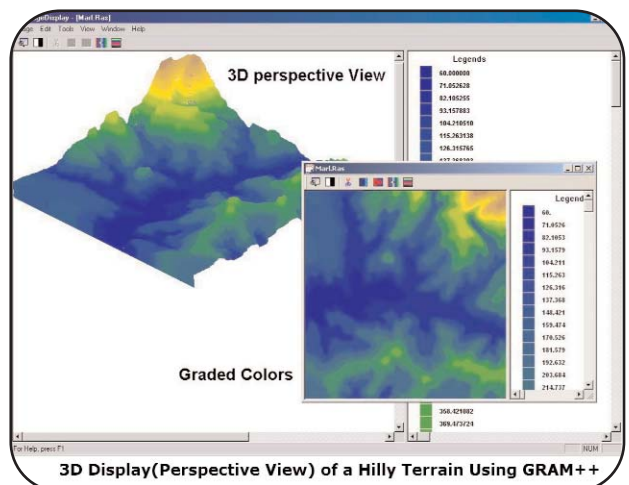 ageDisplay - [Marl.Ras]
mage Edit Tools View Window Help
3D perspective View
Legends
60.000000
71.052628
82.105255
93.157883
104.210510
115.263138
126.315765
Marl.Ras
Legend
60.
71.0526
82.1053
93.1579
104.211
115.263
126.316
137.368
148.421
159.474
170.526
181.579
192.632
203.684
214.737
Graded Colors
358.421082
369.473724
For Help, press F1
NUM
3D Display(Perspective View) of a Hilly Terrain Using GRAM++